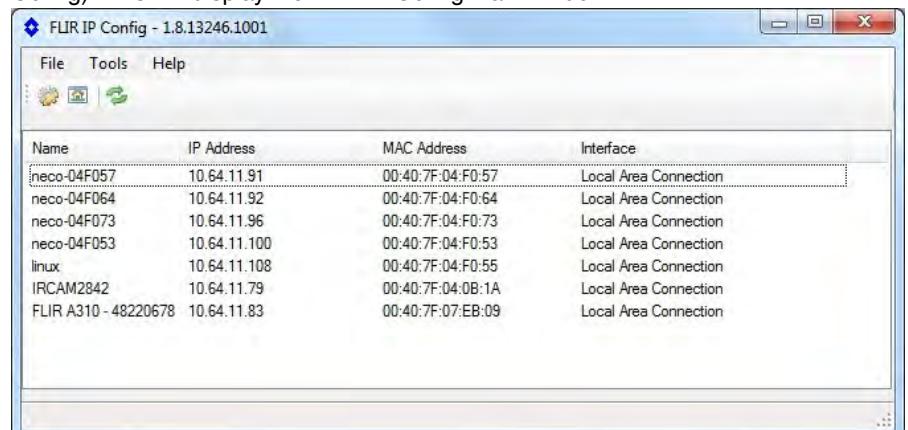 FLIR IP Config - 1.8.13246.1001
File Tools Help
Name IP Address MAC Address Interface
neco-04F057 10.64.11.91 00:40:7F:04:F0:57 Local Area Connection
neco-04F064 10.64.11.92 00:40:7F:04:F0:64 Local Area Connection
neco-04F073 10.64.11.96 00:40:7F:04:F0:73 Local Area Connection
neco-04F053 10.64.11.100 00:40:7F:04:F0:53 Local Area Connection
linux 10.64.11.108 00:40:7F:04:F0:55 Local Area Connection
IRCAM2842 10.64.11.79 00:40:7F:04:0B:1A Local Area Connection
FLIR A310 - 48220678 10.64.11.83 00:40:7F:07:EB:09 Local Area Connection